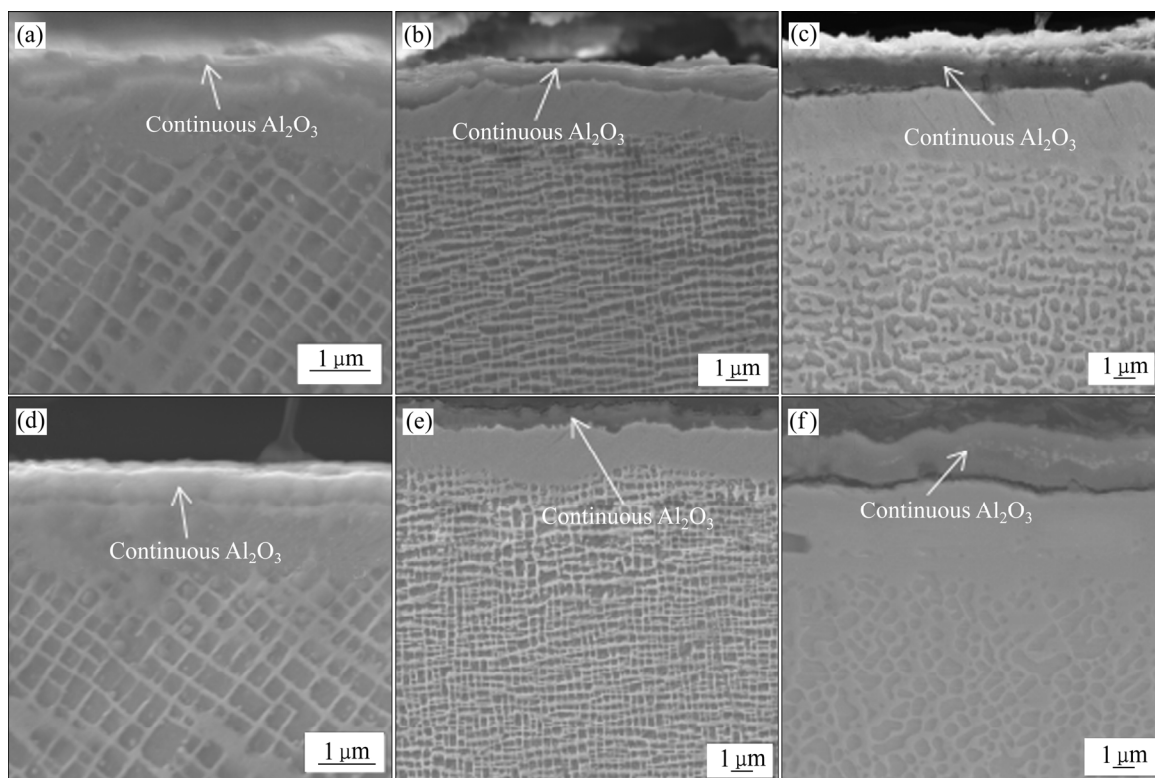 (a)
Continuous Al₂O₃
1 μm
(b)
Continuous Al₂O₃
1 μm
(c)
Continuous Al₂O₃
1 μm
(d)
Continuous Al₂O₃
1 μm
(e)
Continuous Al₂O₃
1 μm
(f)
Continuous Al₂O₃
1 μm